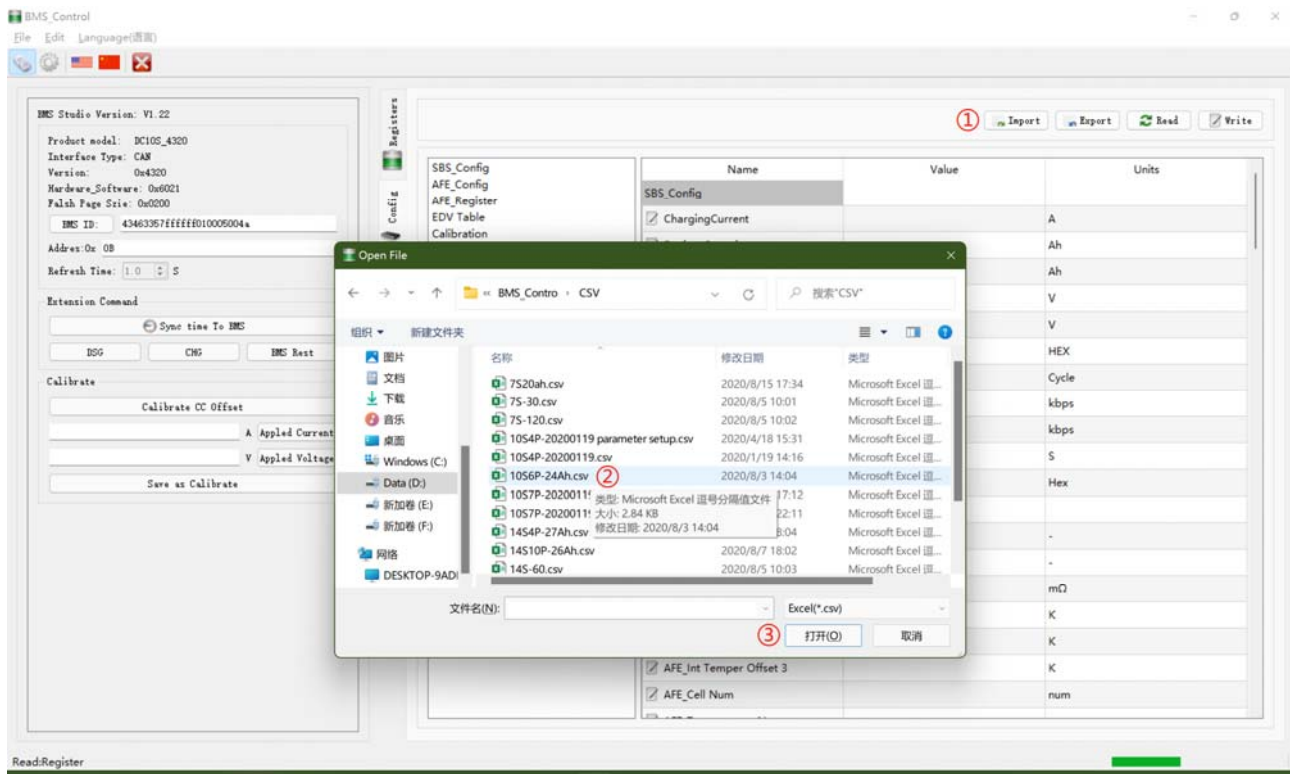 BMS_Control
File Edit Language(语言)
BMS Studio Version: V1.22
Product model: DC10S_4320
Interface Type: CAN
Version: 0x4320
Hardware_Software: 0x6021
Falsh Page Szie: 0x0200
BMS ID: 43463357ffffff010005004a
Addres:0x 0B
Refresh Time: 1.0 S
Extension Command
Sync time To BMS
DSG CHG BMS Rest
Calibrate
Calibrate CC Offset
A Appled Current
V Appled Voltage
Save as Calibrate
Registers
Config
① Import Export Read Write
SBS_Config
AFE_Config
AFE_Register
EDV Table
Calibration
Name Value Units
SBS_Config
ChargingCurrent A
Ah
Ah
V
V
HEX
Cycle
kbps
kbps
S
Hex
-
-
mΩ
K
K
AFE_Int Temper Offset 3 K
AFE_Cell Num num
Open File
« BMS_Contro › CSV 搜索"CSV"
组织 新建文件夹
图片
文档
下载
音乐
桌面
Windows (C:)
Data (D:)
新加卷 (E:)
新加卷 (F:)
网络
DESKTOP-9ADI
名称 修改日期 类型
7S20ah.csv 2020/8/15 17:34 Microsoft Excel 逗...
7S-30.csv 2020/8/5 10:01 Microsoft Excel 逗...
7S-120.csv 2020/8/5 10:02 Microsoft Excel 逗...
10S4P-20200119 parameter setup.csv 2020/4/18 15:31 Microsoft Excel 逗...
10S4P-20200119.csv 2020/1/19 14:16 Microsoft Excel 逗...
10S6P-24Ah.csv ② 2020/8/3 14:04 Microsoft Excel 逗...
10S7P-2020011 17:12 Microsoft Excel 逗...
10S7P-2020011 22:11 Microsoft Excel 逗...
14S4P-27Ah.csv 8:04 Microsoft Excel 逗...
14S10P-26Ah.csv 2020/8/7 18:02 Microsoft Excel 逗...
14S-60.csv 2020/8/5 10:03 Microsoft Excel 逗...
类型: Microsoft Excel 逗号分隔值文件
大小: 2.84 KB
修改日期: 2020/8/3 14:04
文件名(N): Excel(*.csv)
③ 打开(O) 取消
Read:Register